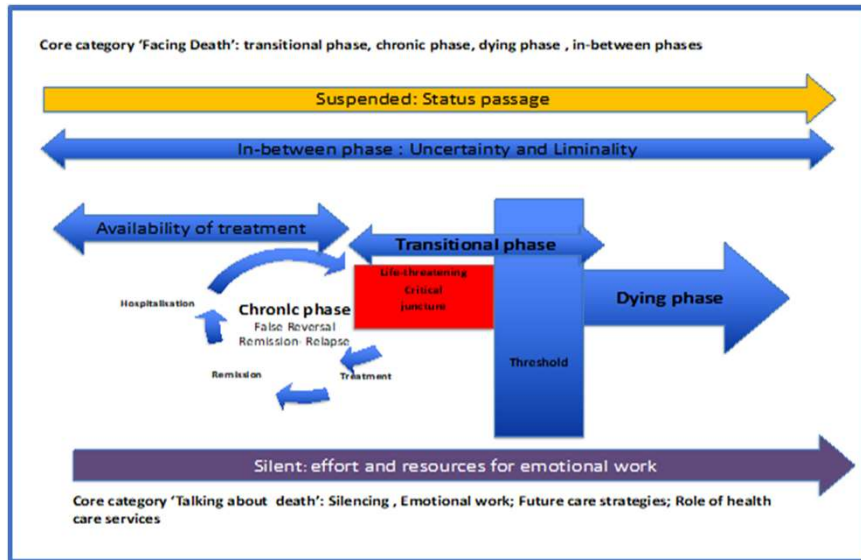 Core category ‘Facing Death’: transitional phase, chronic phase, dying phase , in-between phases
Suspended: Status passage
In-between phase : Uncertainty and Liminality
Availability of treatment
Transitional phase
Life-threatening
Critical
juncture
Hospitalisation
Chronic phase
False Reversal
Remission- Relapse
Dying phase
Threshold
Remission
Treatment
Silent: effort and resources for emotional work
Core category ‘Talking about death’: Silencing , Emotional work; Future care strategies; Role of health
care services